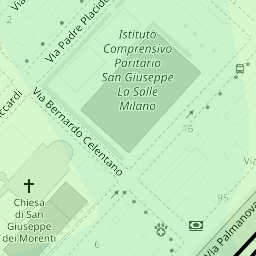 Via Padre Placido
Istituto
Comprensivo
Paritario
San Giuseppe
La Salle
Milano
Via Bernardo Celentano
16
Chiesa
di San
Giuseppe
dei Morenti
95
6
Via Palmanova